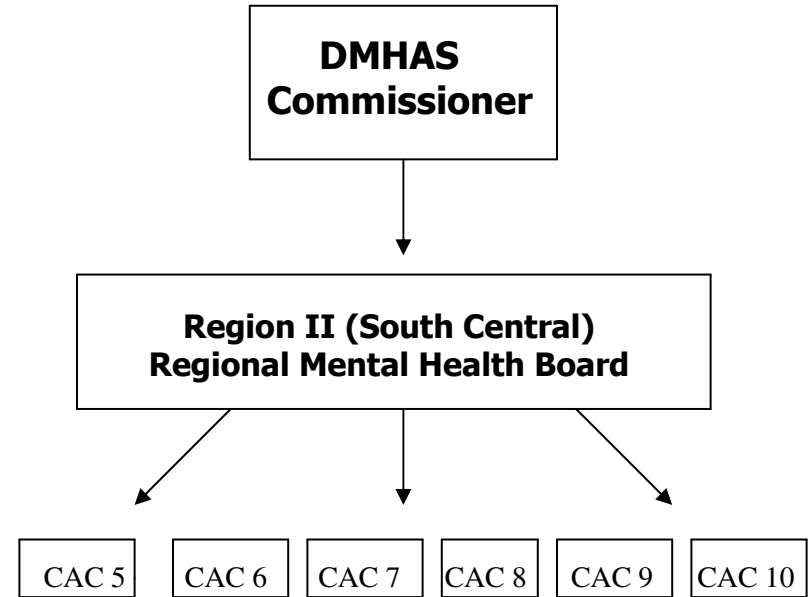 DMHAS
Commissioner
Region II (South Central)
Regional Mental Health Board
CAC 5
CAC 6
CAC 7
CAC 8
CAC 9
CAC 10